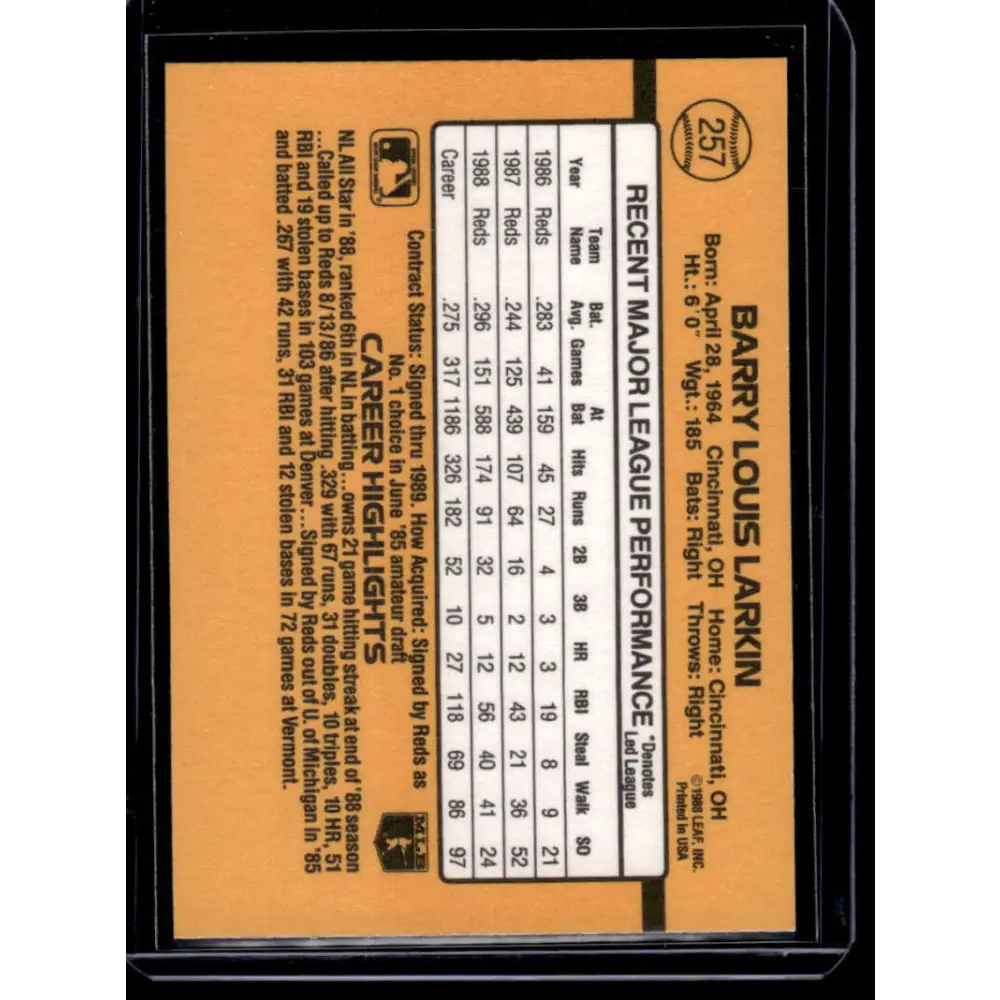 257
BARRY LOUIS LARKIN
Born: April 28, 1964 Cincinnati, OH Home: Cincinnati, OH
Ht.: 6'0" Wgt.: 185 Bats: Right Throws: Right
©1988 LEAF, INC.
Printed in USA
RECENT MAJOR LEAGUE PERFORMANCE *Denotes Led League
Year Team Name Bat. Avg. Games At Bat Hits Runs 2B 3B HR RBI Steal Walk SO
1986 Reds .283 41 159 45 27 4 3 3 19 8 9 21
1987 Reds .244 125 439 107 64 16 2 12 43 21 36 52
1988 Reds .296 151 588 174 91 32 5 12 56 40 41 24
Career .275 317 1186 326 182 52 10 27 118 69 86 97
Contract Status: Signed thru 1989. How Acquired: Signed by Reds as
No. 1 choice in June '85 amateur draft
MLB
CAREER HIGHLIGHTS
NL All Star in '88, ranked 6th in NL in batting...owns 21 game hitting streak at end of '88 season
...Called up to Reds 8/13/86 after hitting .329 with 67 runs, 31 doubles, 10 triples, 10 HR, 51
RBI and 19 stolen bases in 103 games at Denver...Signed by Reds out of U. of Michigan in '85
and batted .267 with 42 runs, 31 RBI and 12 stolen bases in 72 games at Vermont.